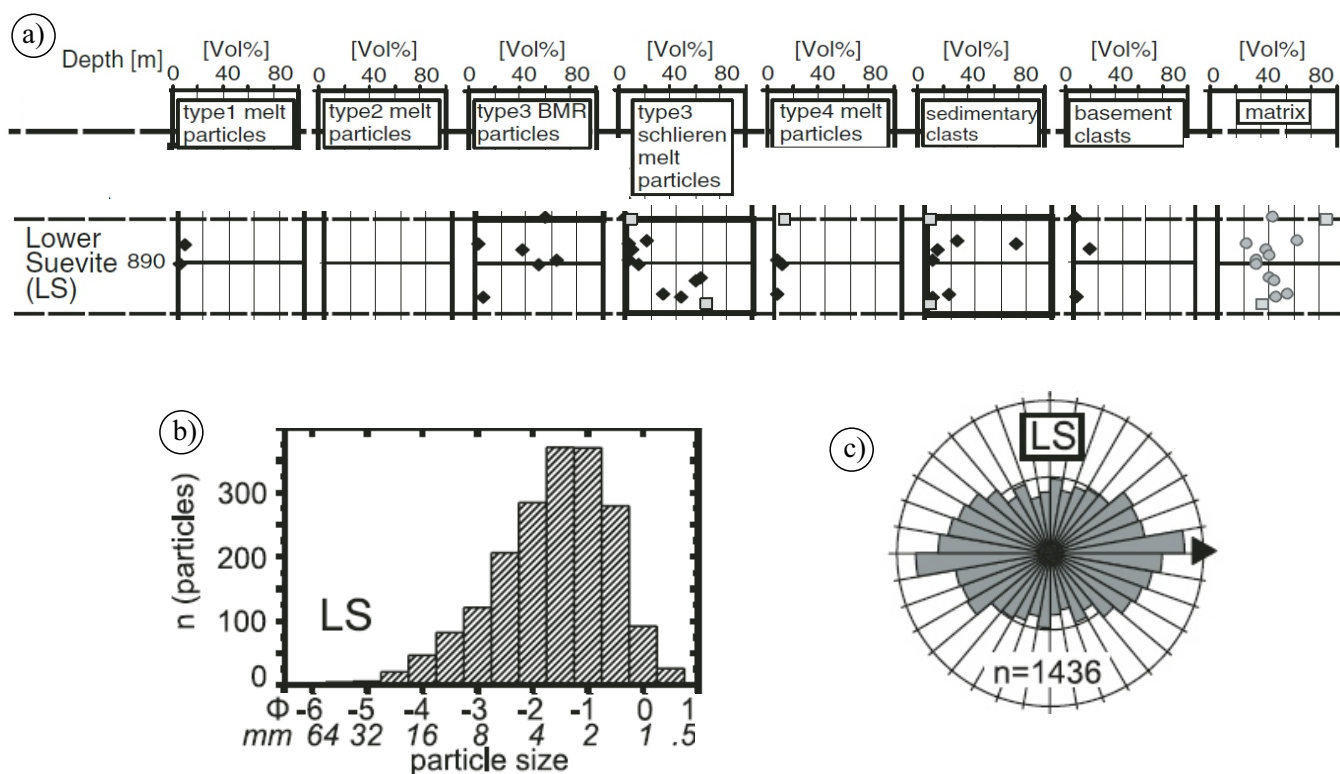 a)
Depth [m]
[Vol%] [Vol%] [Vol%] [Vol%] [Vol%] [Vol%] [Vol%] [Vol%]
0 40 80 0 40 80 0 40 80 0 40 80 0 40 80 0 40 80 0 40 80 0 40 80
type1 melt
particles
type2 melt
particles
type3 BMR
particles
type3
schlieren
melt
particles
type4 melt
particles
sedimentary
clasts
basement
clasts
matrix
Lower
Suevite 890
(LS)
b)
n (particles)
300
200
100
0
LS
Φ -6 -5 -4 -3 -2 -1 0 1
mm 64 32 16 8 4 2 1 .5
particle size
c)
LS
n=1436